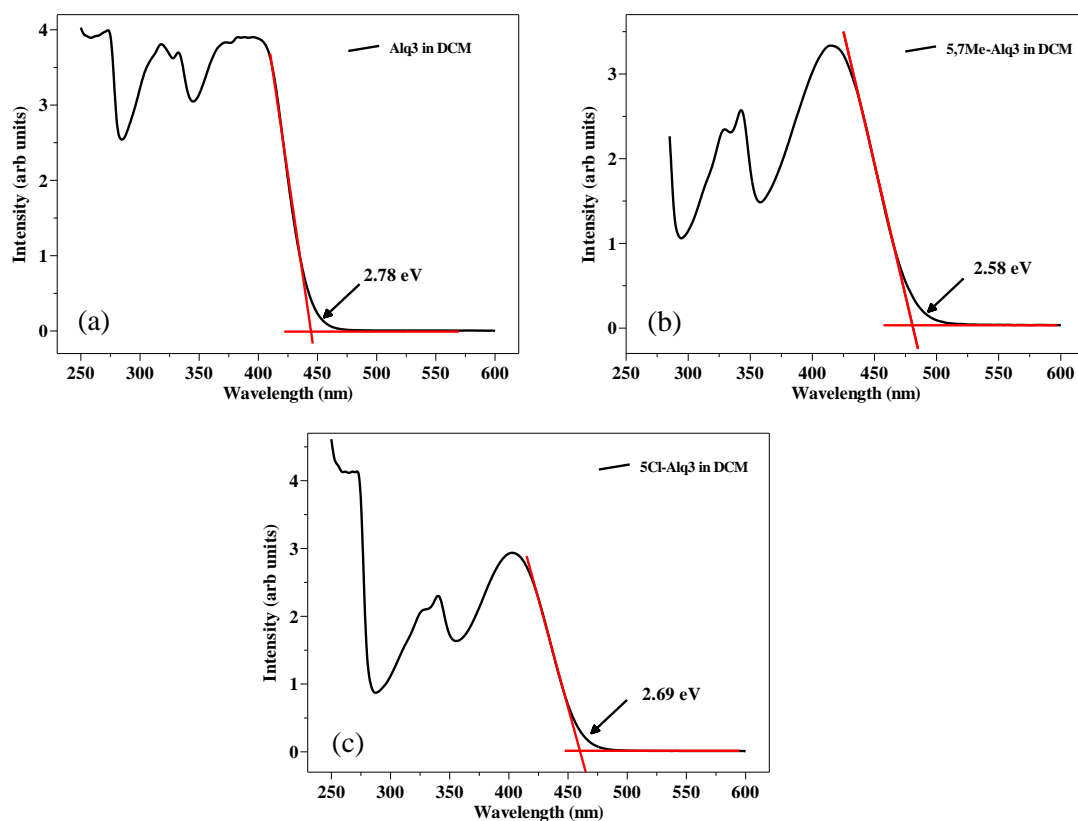 Alq3 in DCM
Intensity (arb units)
4
3
2
1
0
2.78 eV
(a)
250 300 350 400 450 500 550 600
Wavelength (nm)
5,7Me-Alq3 in DCM
Intensity (arb units)
3
2
1
0
2.58 eV
(b)
250 300 350 400 450 500 550 600
Wavelength (nm)
5Cl-Alq3 in DCM
Intensity (arb units)
4
3
2
1
0
2.69 eV
(c)
250 300 350 400 450 500 550 600
Wavelength (nm)